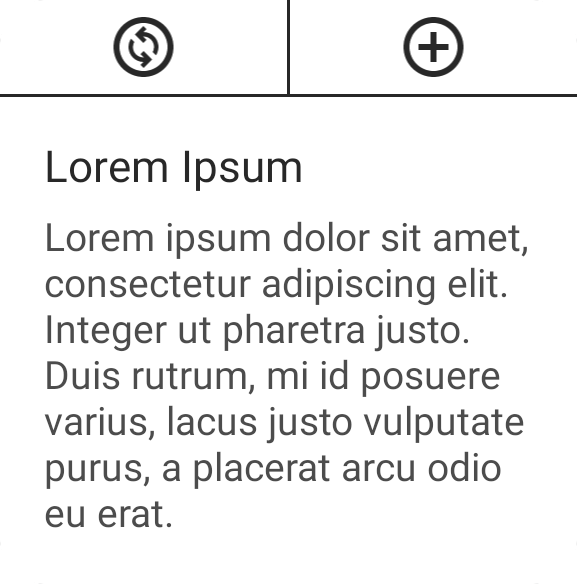 Lorem Ipsum
Lorem ipsum dolor sit amet,
consectetur adipiscing elit.
Integer ut pharetra justo.
Duis rutrum, mi id posuere
varius, lacus justo vulputate
purus, a placerat arcu odio
eu erat.